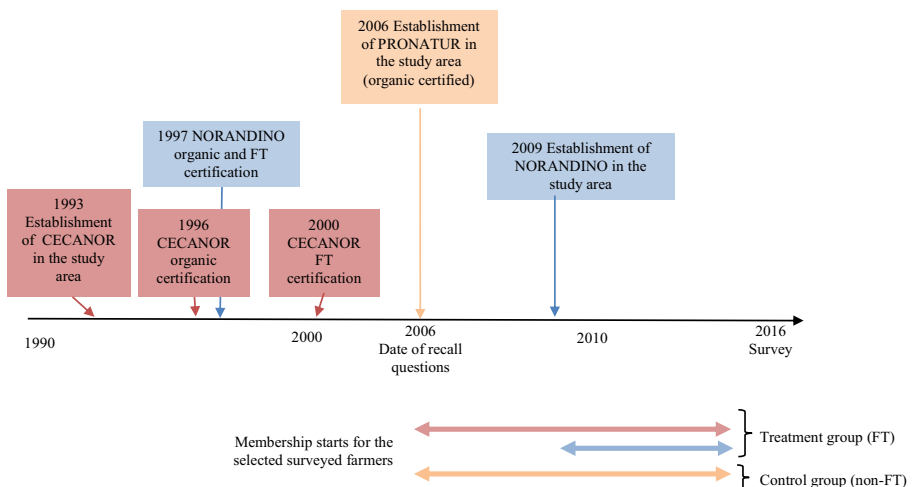 2006 Establishment
of PRONATUR in
the study area
(organic certified)
1997 NORANDINO
organic and FT
certification
2009 Establishment of
NORANDINO in the
study area
1993
Establishment
of CECANOR
in the study
area
1996
CECANOR
organic
certification
2000
CECANOR
FT
certification
1990
2000
2006
Date of recall
questions
2010
2016
Survey
Membership starts for the
selected surveyed farmers
Treatment group (FT)
Control group (non-FT)